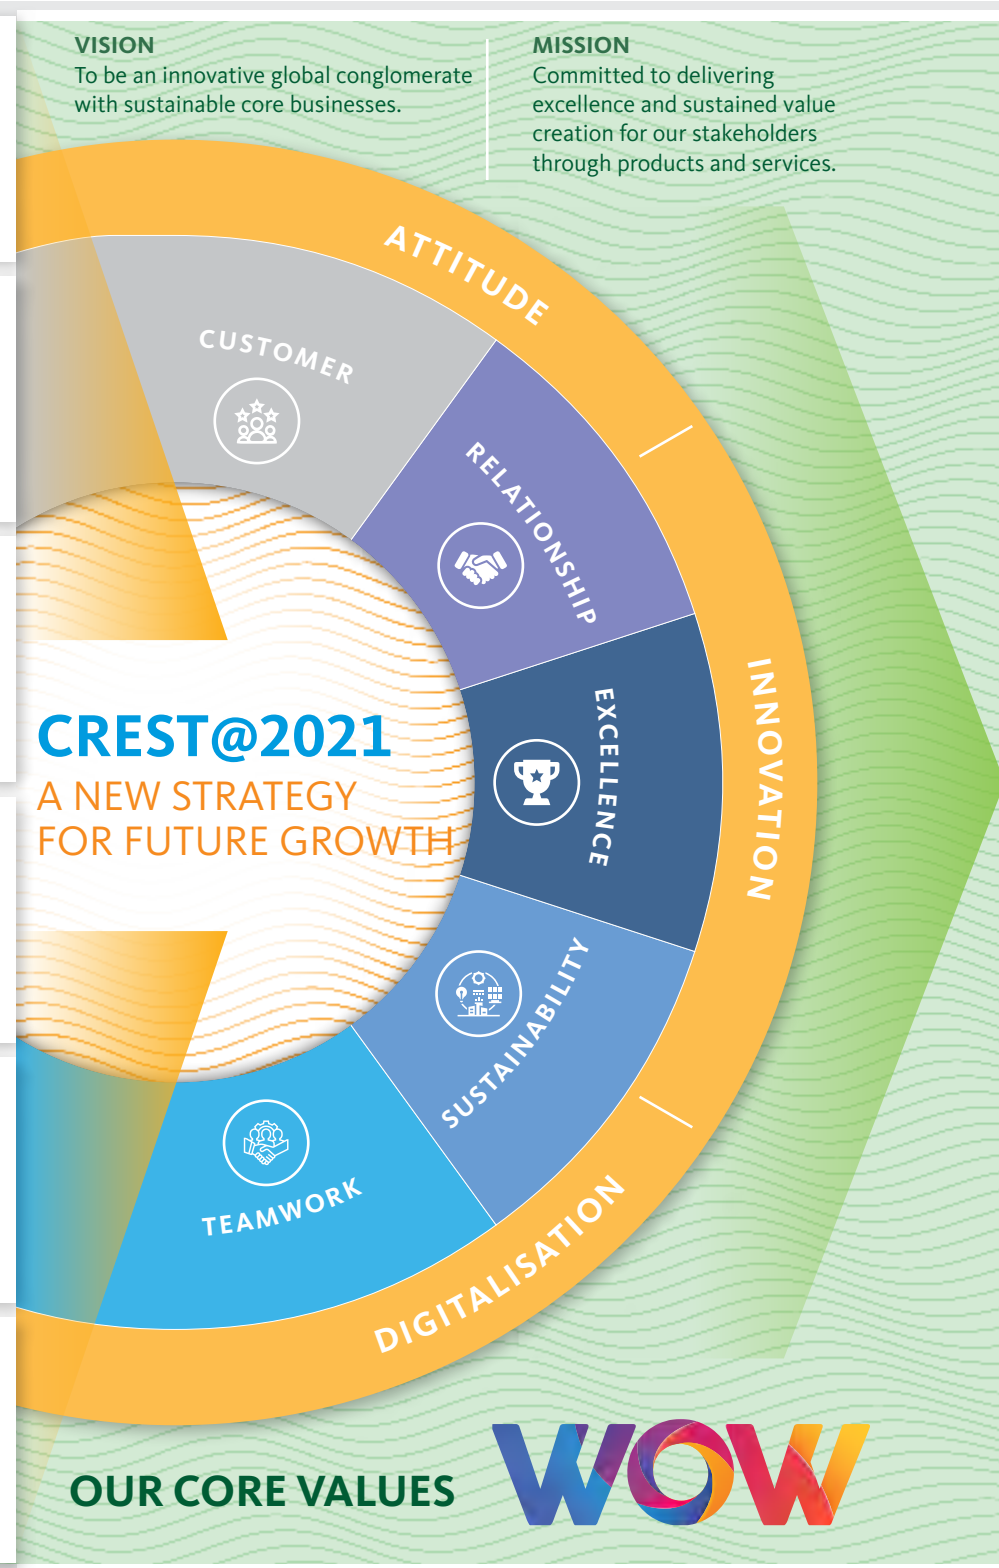 VISION
To be an innovative global conglomerate
with sustainable core businesses.
MISSION
Committed to delivering
excellence and sustained value
creation for our stakeholders
through products and services.
ATTITUDE
CUSTOMER
RELATIONSHIP
EXCELLENCE
INNOVATION
CREST@2021
A NEW STRATEGY
FOR FUTURE GROWTH
SUSTAINABILITY
TEAMWORK
DIGITALISATION
OUR CORE VALUES
WOW